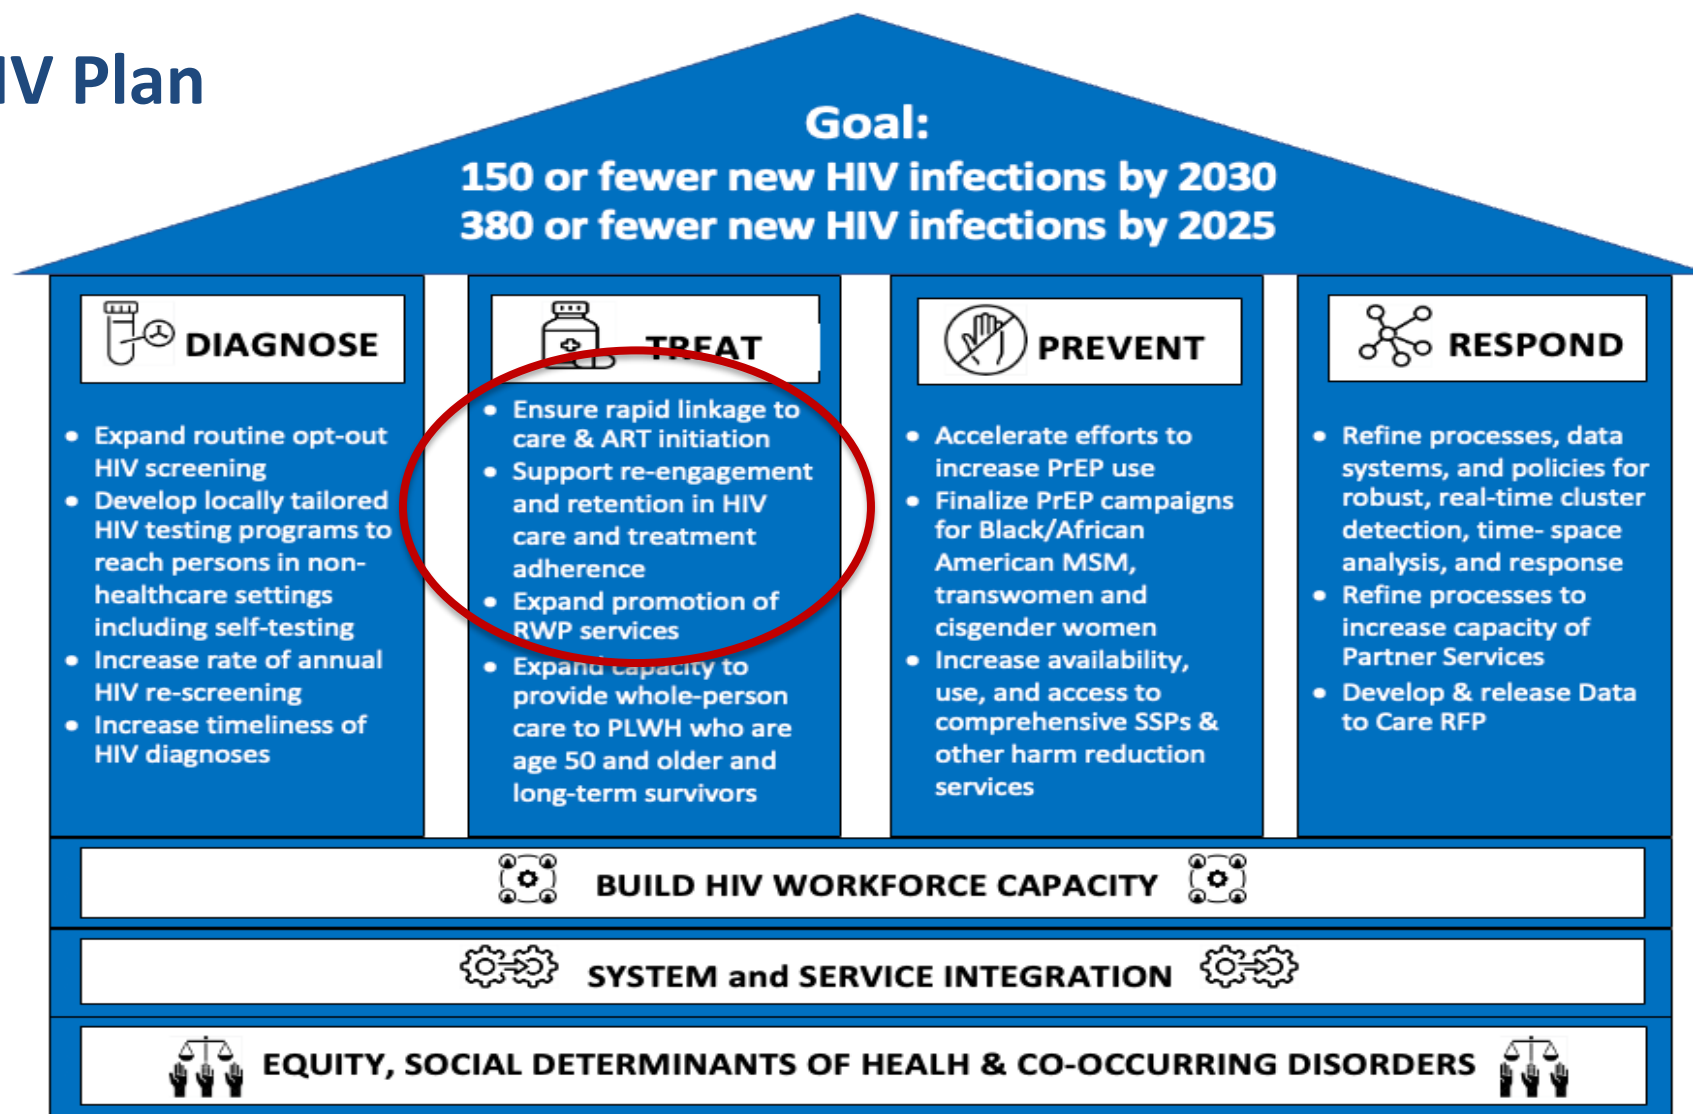 IV Plan
Goal:
150 or fewer new HIV infections by 2030
380 or fewer new HIV infections by 2025
DIAGNOSE
• Expand routine opt-out
HIV screening
• Develop locally tailored
HIV testing programs to
reach persons in non-
healthcare settings
including self-testing
• Increase rate of annual
HIV re-screening
• Increase timeliness of
HIV diagnoses
TREAT
• Ensure rapid linkage to
care & ART initiation
• Support re-engagement
and retention in HIV
care and treatment
adherence
• Expand promotion of
RWP services
• Expand capacity to
provide whole-person
care to PLWH who are
age 50 and older and
long-term survivors
PREVENT
• Accelerate efforts to
increase PrEP use
• Finalize PrEP campaigns
for Black/African
American MSM,
transwomen and
cisgender women
• Increase availability,
use, and access to
comprehensive SSPs &
other harm reduction
services
RESPOND
• Refine processes, data
systems, and policies for
robust, real-time cluster
detection, time- space
analysis, and response
• Refine processes to
increase capacity of
Partner Services
• Develop & release Data
to Care RFP
BUILD HIV WORKFORCE CAPACITY
SYSTEM and SERVICE INTEGRATION
EQUITY, SOCIAL DETERMINANTS OF HEALH & CO-OCCURRING DISORDERS